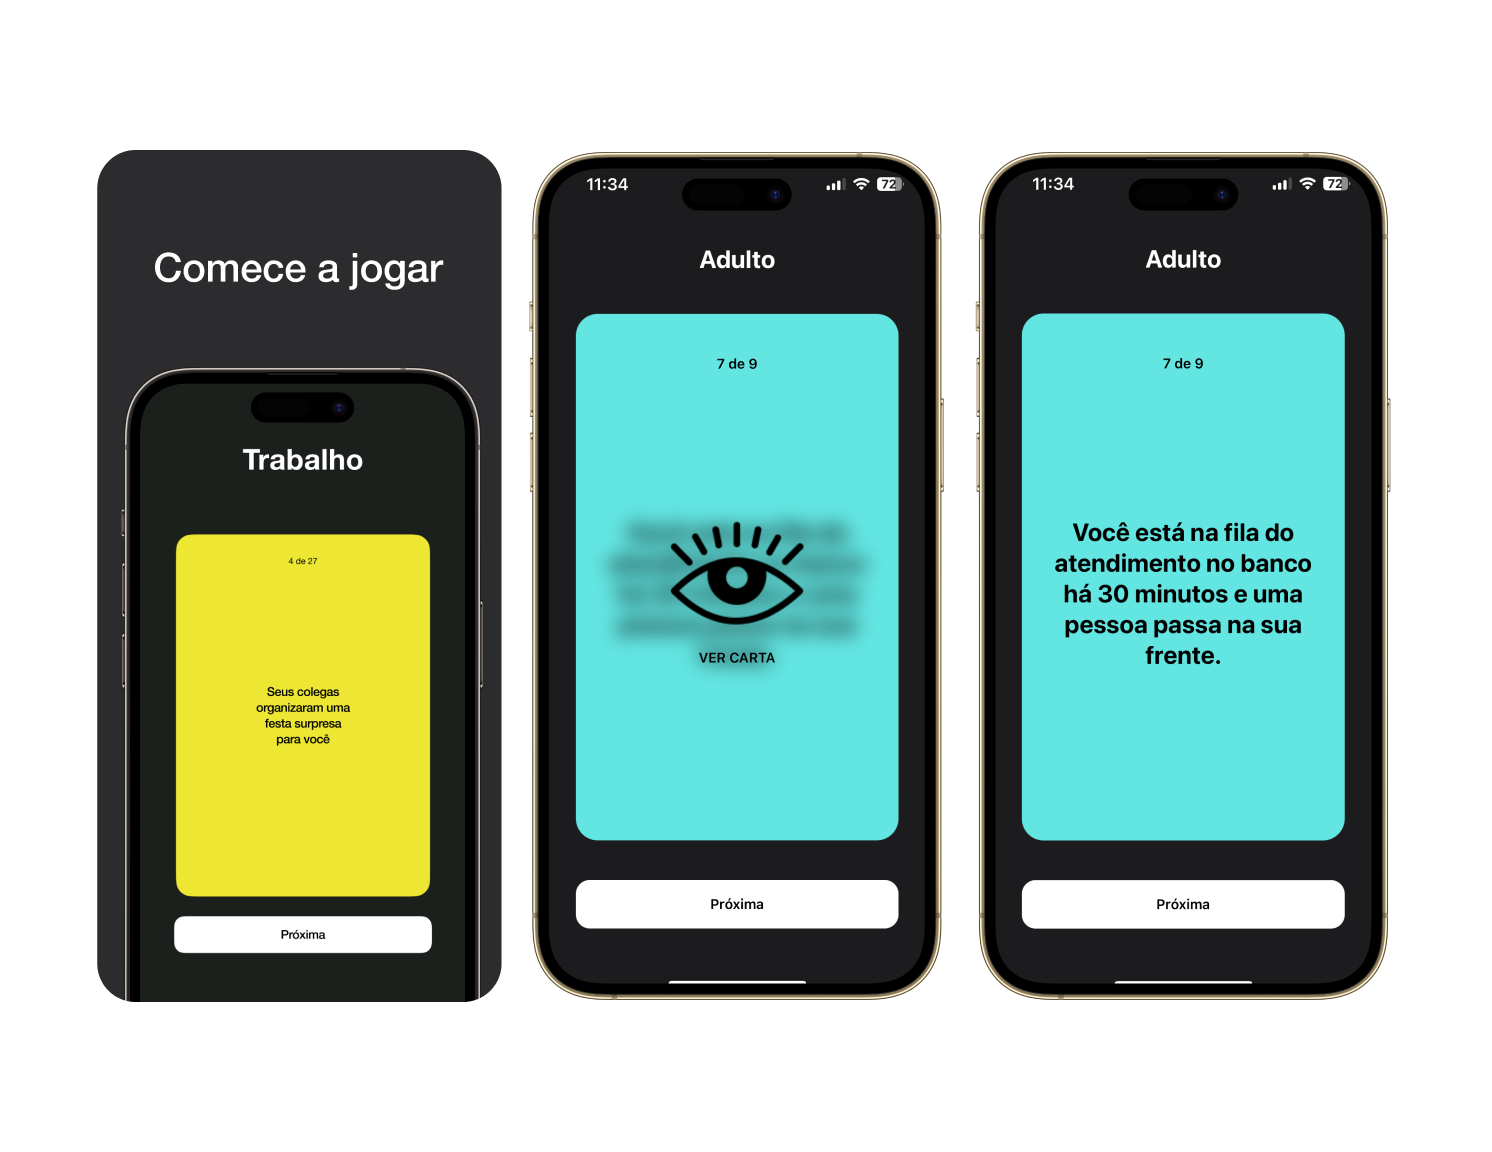 Comece a jogar
Trabalho
4 de 27
Seus colegas
organizaram uma
festa surpresa
para você
Próxima
11:34
72
Adulto
7 de 9
VER CARTA
Próxima
11:34
72
Adulto
7 de 9
Você está na fila do
atendimento no banco
há 30 minutos e uma
pessoa passa na sua
frente.
Próxima